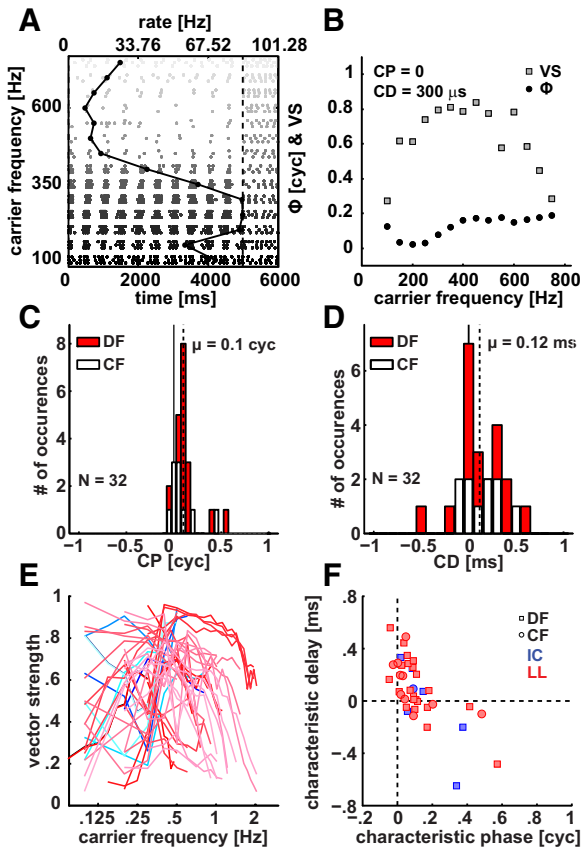 A
rate [Hz]
0 33.76 67.52 101.28
carrier frequency [Hz]
600
350
100
0 2000 4000 6000
time [ms]
B
Φ [cyc] & VS
CP = 0
CD = 300 μs
VS
Φ
1
0.8
0.6
0.4
0.2
0
0 200 400 600 800
carrier frequency [Hz]
C
DF
CF
μ = 0.1 cyc
N = 32
# of occurences
8
6
4
2
0
−1 −0.5 0 0.5 1
CP [cyc]
D
DF
CF
μ = 0.12 ms
N = 32
# of occurences
6
4
2
0
−1 −0.5 0 0.5 1
CD [ms]
E
vector strength
1
.8
.6
.4
.2
0
.125 .25 .5 1 2
carrier frequency [Hz]
F
characteristic delay [ms]
.8
.4
0
−.4
−.8
DF
CF
IC
LL
−.2 0 .2 .4 .6 .8 1
characteristic phase [cyc]